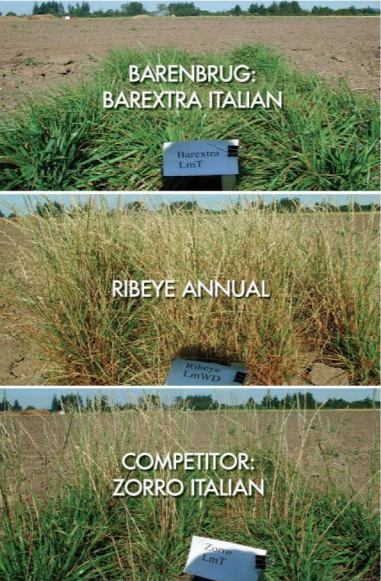 BARENBRUG:
BAREXTRA ITALIAN
Barextra
LmT
RIBEYE ANNUAL
Ribeye
LmWD
COMPETITOR:
ZORRO ITALIAN
Zorro
LmT